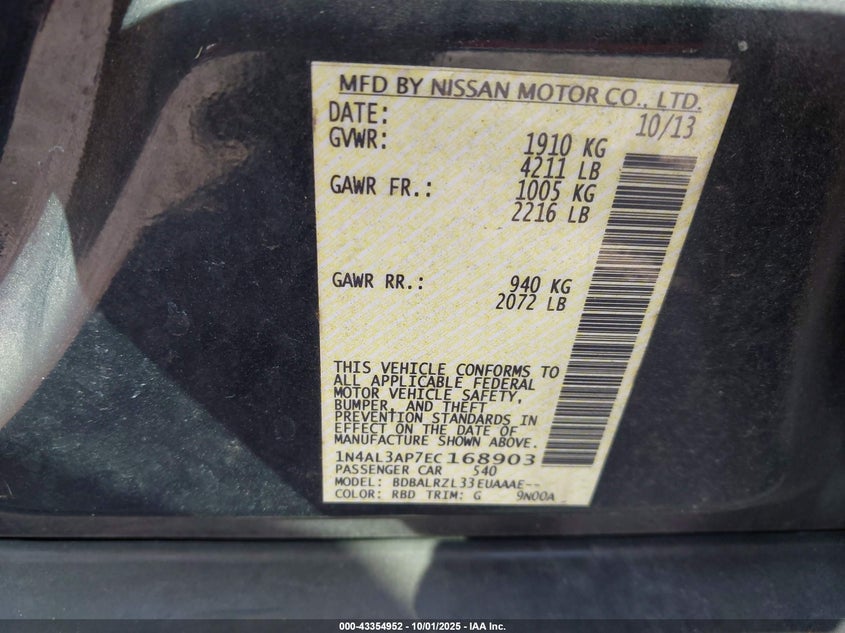 MFD BY NISSAN MOTOR CO., LTD.
DATE: 10/13
GVWR: 1910 KG
4211 LB
GAWR FR.: 1005 KG
2216 LB
GAWR RR.: 940 KG
2072 LB
THIS VEHICLE CONFORMS TO
ALL APPLICABLE FEDERAL
MOTOR VEHICLE SAFETY,
BUMPER, AND THEFT
PREVENTION STANDARDS IN
EFFECT ON THE DATE OF
MANUFACTURE SHOWN ABOVE.
1N4AL3AP7EC168903
PASSENGER CAR 540
MODEL: BDBALRZL33EUAAAE--
COLOR: RBD TRIM: G 9N00A
000-43354952 • 10/01/2025 - IAA Inc.